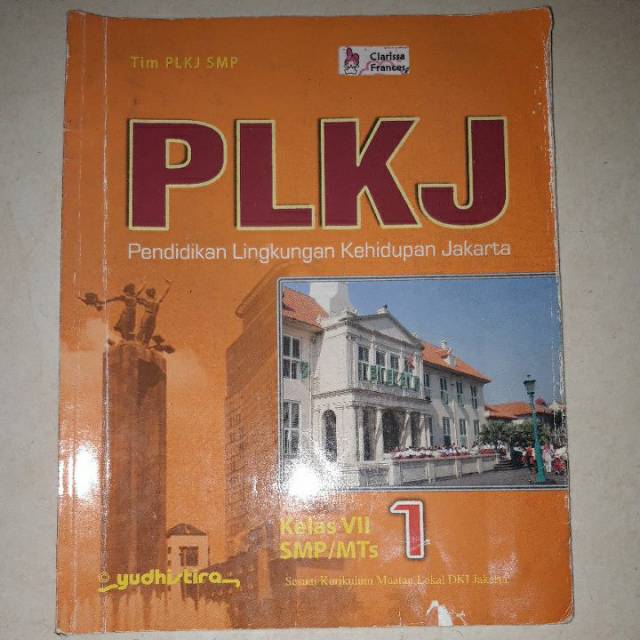 Tim PLKJ SMP
Clarissa
Frances
PLKJ
Pendidikan Lingkungan Kehidupan Jakarta
Kelas VII
SMP/MTs
1
yudhistira
Sesuai Kurikulum Muatan Lokal DKI Jakarta